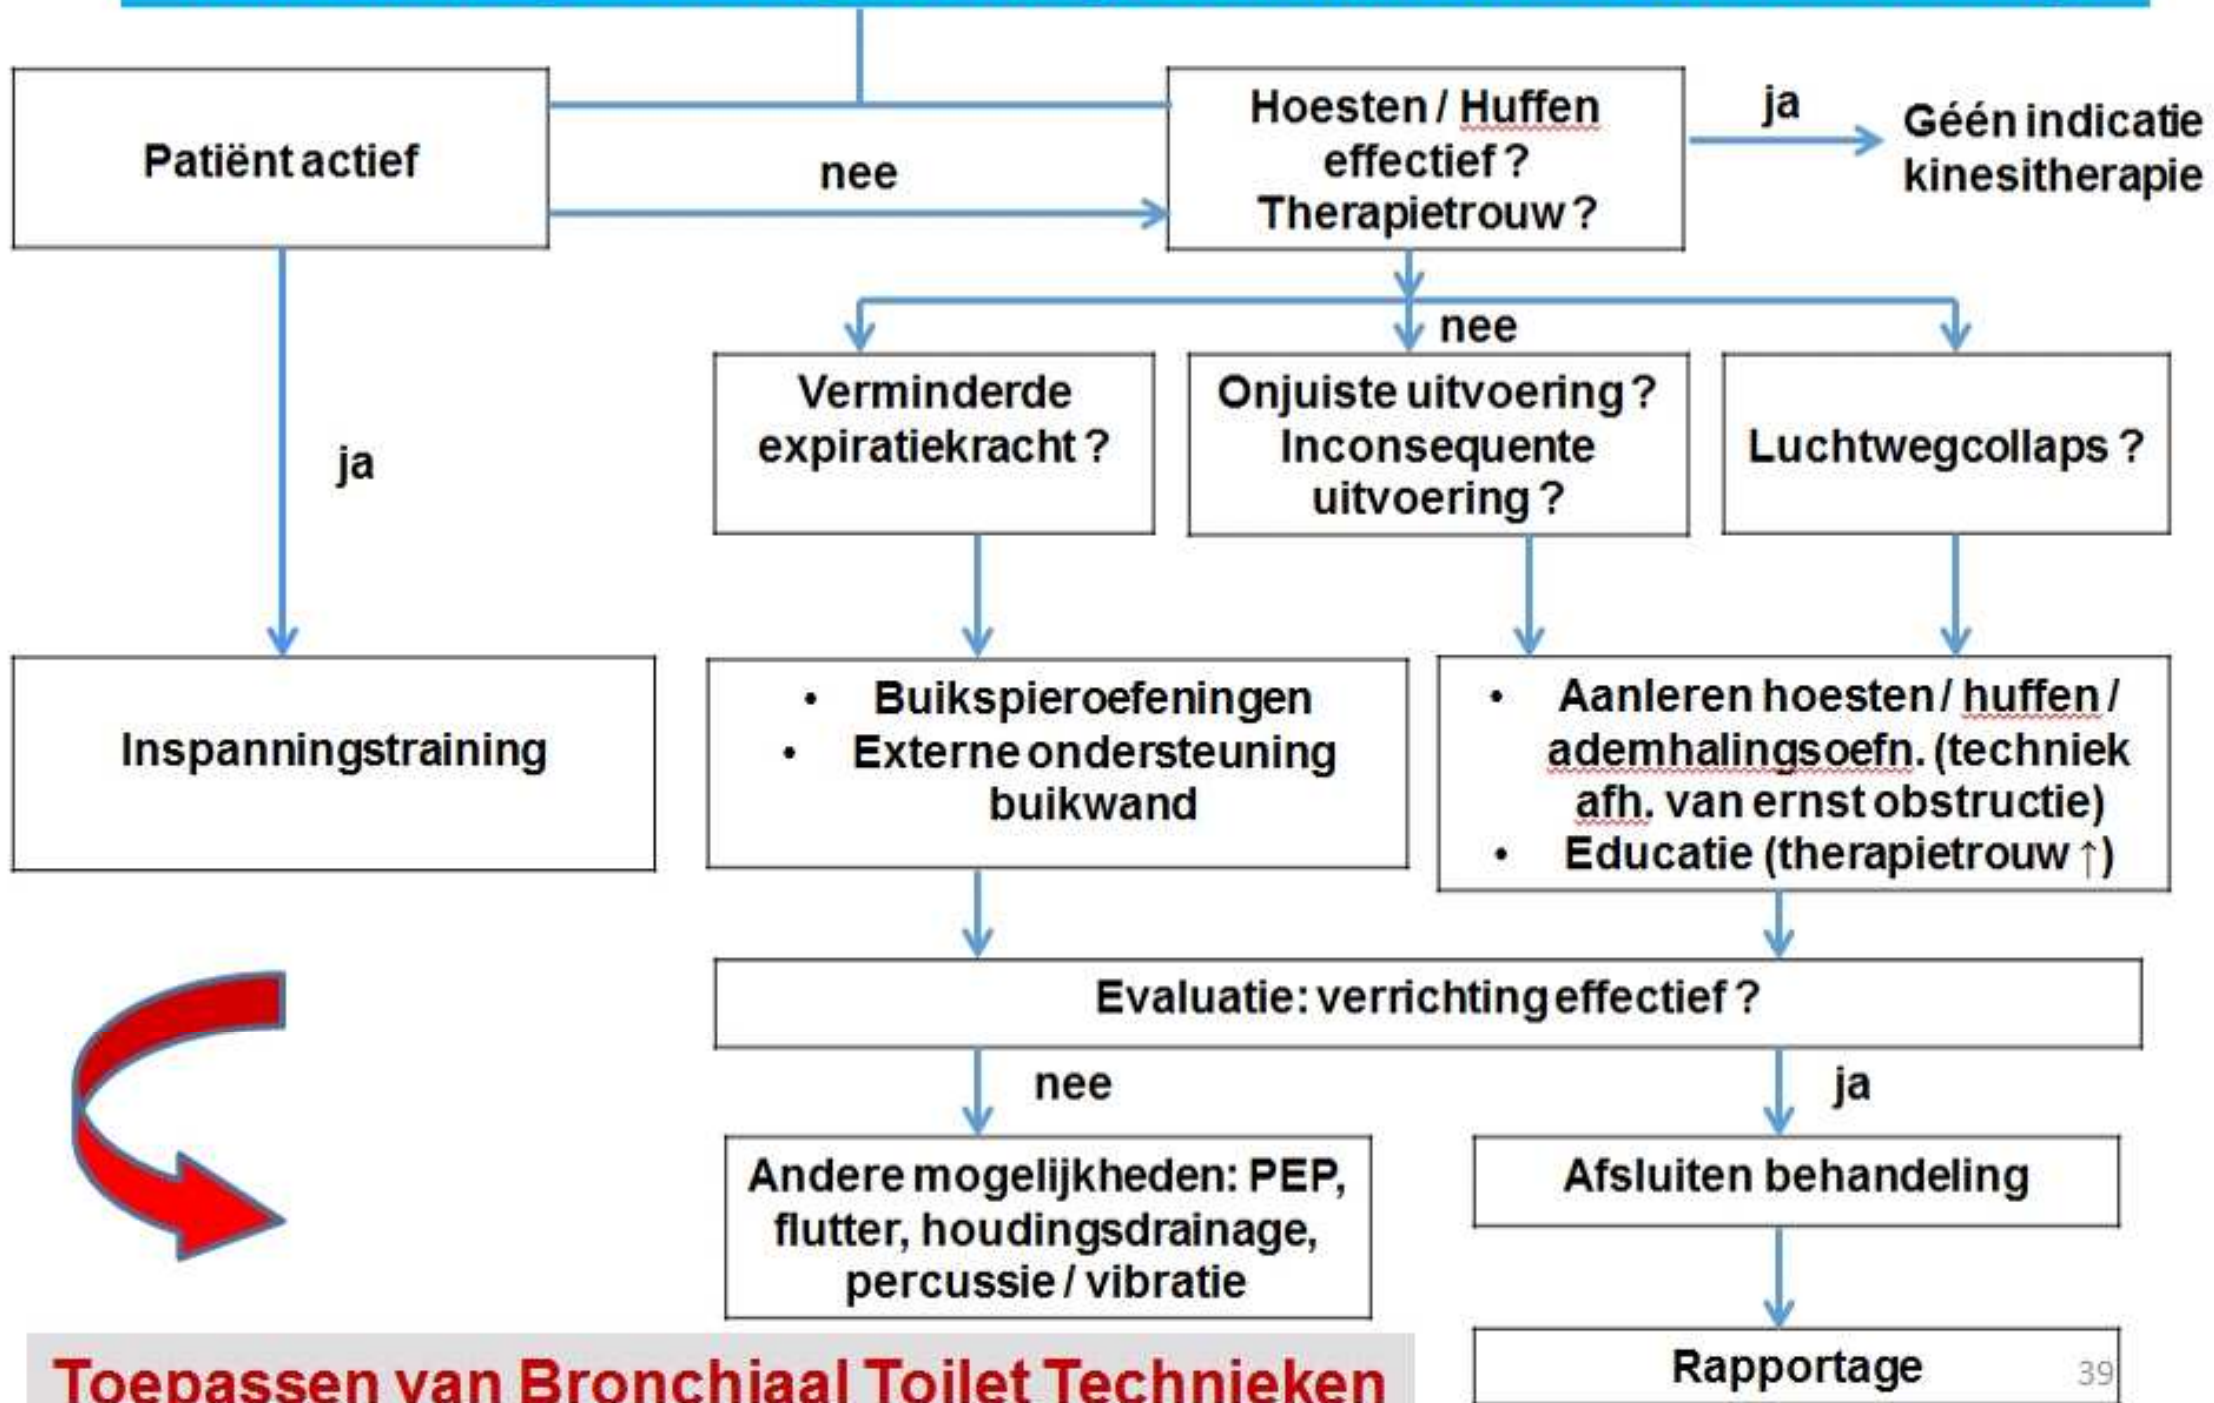 Patiënt actief
nee
Hoesten / Huffen
effectief ?
Therapietrouw ?
ja
Géén indicatie
kinesitherapie
ja
nee
Verminderde
expiratiekracht ?
Onjuiste uitvoering ?
Inconsequente
uitvoering ?
Luchtwegcollaps ?
Inspanningstraining
• Buikspieroefeningen
• Externe ondersteuning
buikwand
• Aanleren hoesten / huffen /
ademhalingsoefn. (techniek
afh. van ernst obstructie)
• Educatie (therapietrouw ↑)
Evaluatie: verrichting effectief ?
nee
ja
Andere mogelijkheden: PEP,
flutter, houdingsdrainage,
percussie / vibratie
Afsluiten behandeling
Rapportage
39
Toepassen van Bronchiaal Toilet Technieken